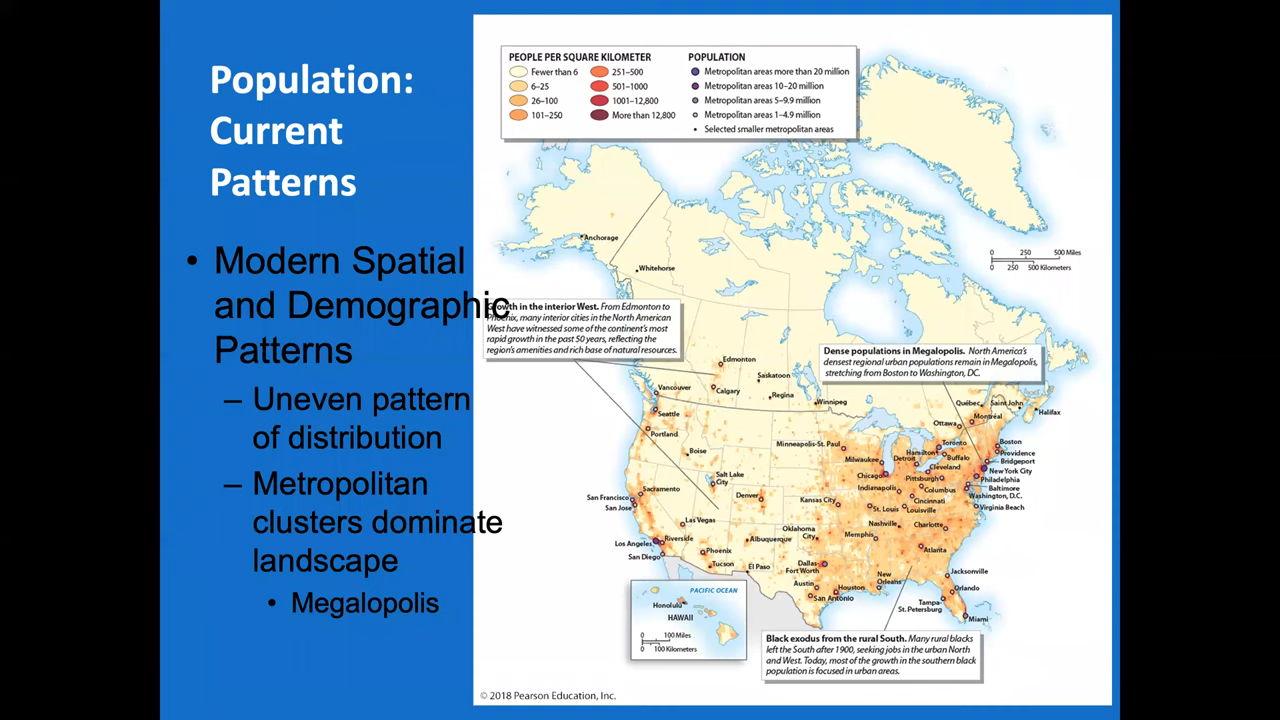 Population:
Current
Patterns
• Modern Spatial
and Demographic
Patterns
– Uneven pattern
of distribution
– Metropolitan
clusters dominate
landscape
• Megalopolis
PEOPLE PER SQUARE KILOMETER
Fewer than 6
6–25
26–100
101–250
251–500
501–1000
1001–12,800
More than 12,800
POPULATION
Metropolitan areas more than 20 million
Metropolitan areas 10–20 million
Metropolitan areas 5–9.9 million
Metropolitan areas 1–4.9 million
Selected smaller metropolitan areas
0 250 500 Miles
0 250 500 Kilometers
Anchorage
Whitehorse
Growth in the interior West. From Edmonton to
Phoenix, many interior cities in the North American
West have witnessed some of the continent's most
rapid growth in the past 50 years, reflecting the
region's amenities and rich base of natural resources.
Dense populations in Megalopolis. North America's
densest regional urban populations remain in Megalopolis,
stretching from Boston to Washington, DC.
Edmonton
Saskatoon
Vancouver
Calgary
Regina
Winnipeg
Québec
Saint John
Halifax
Seattle
Montréal
Ottawa
Portland
Minneapolis-St. Paul
Toronto
Boston
Hamilton
Buffalo
Providence
Boise
Milwaukee
Detroit
Bridgeport
Cleveland
New York City
Salt Lake
City
Chicago
Pittsburgh
Philadelphia
Sacramento
Indianapolis
Columbus
Baltimore
Denver
Washington, D.C.
San Francisco
Kansas City
Cincinnati
San Jose
St. Louis
Louisville
Virginia Beach
Las Vegas
Nashville
Charlotte
Oklahoma
City
Memphis
Los Angeles
Riverside
Albuquerque
Atlanta
San Diego
Phoenix
Tucson
El Paso
Dallas-
Fort Worth
Jacksonville
Austin
Houston
New
Orleans
Orlando
San Antonio
Tampa-
St. Petersburg
Miami
PACIFIC OCEAN
Honolulu
HAWAII
0 100 Miles
0 100 Kilometers
Black exodus from the rural South. Many rural blacks
left the South after 1900, seeking jobs in the urban North
and West. Today, most of the growth in the southern black
population is focused in urban areas.
© 2018 Pearson Education, Inc.